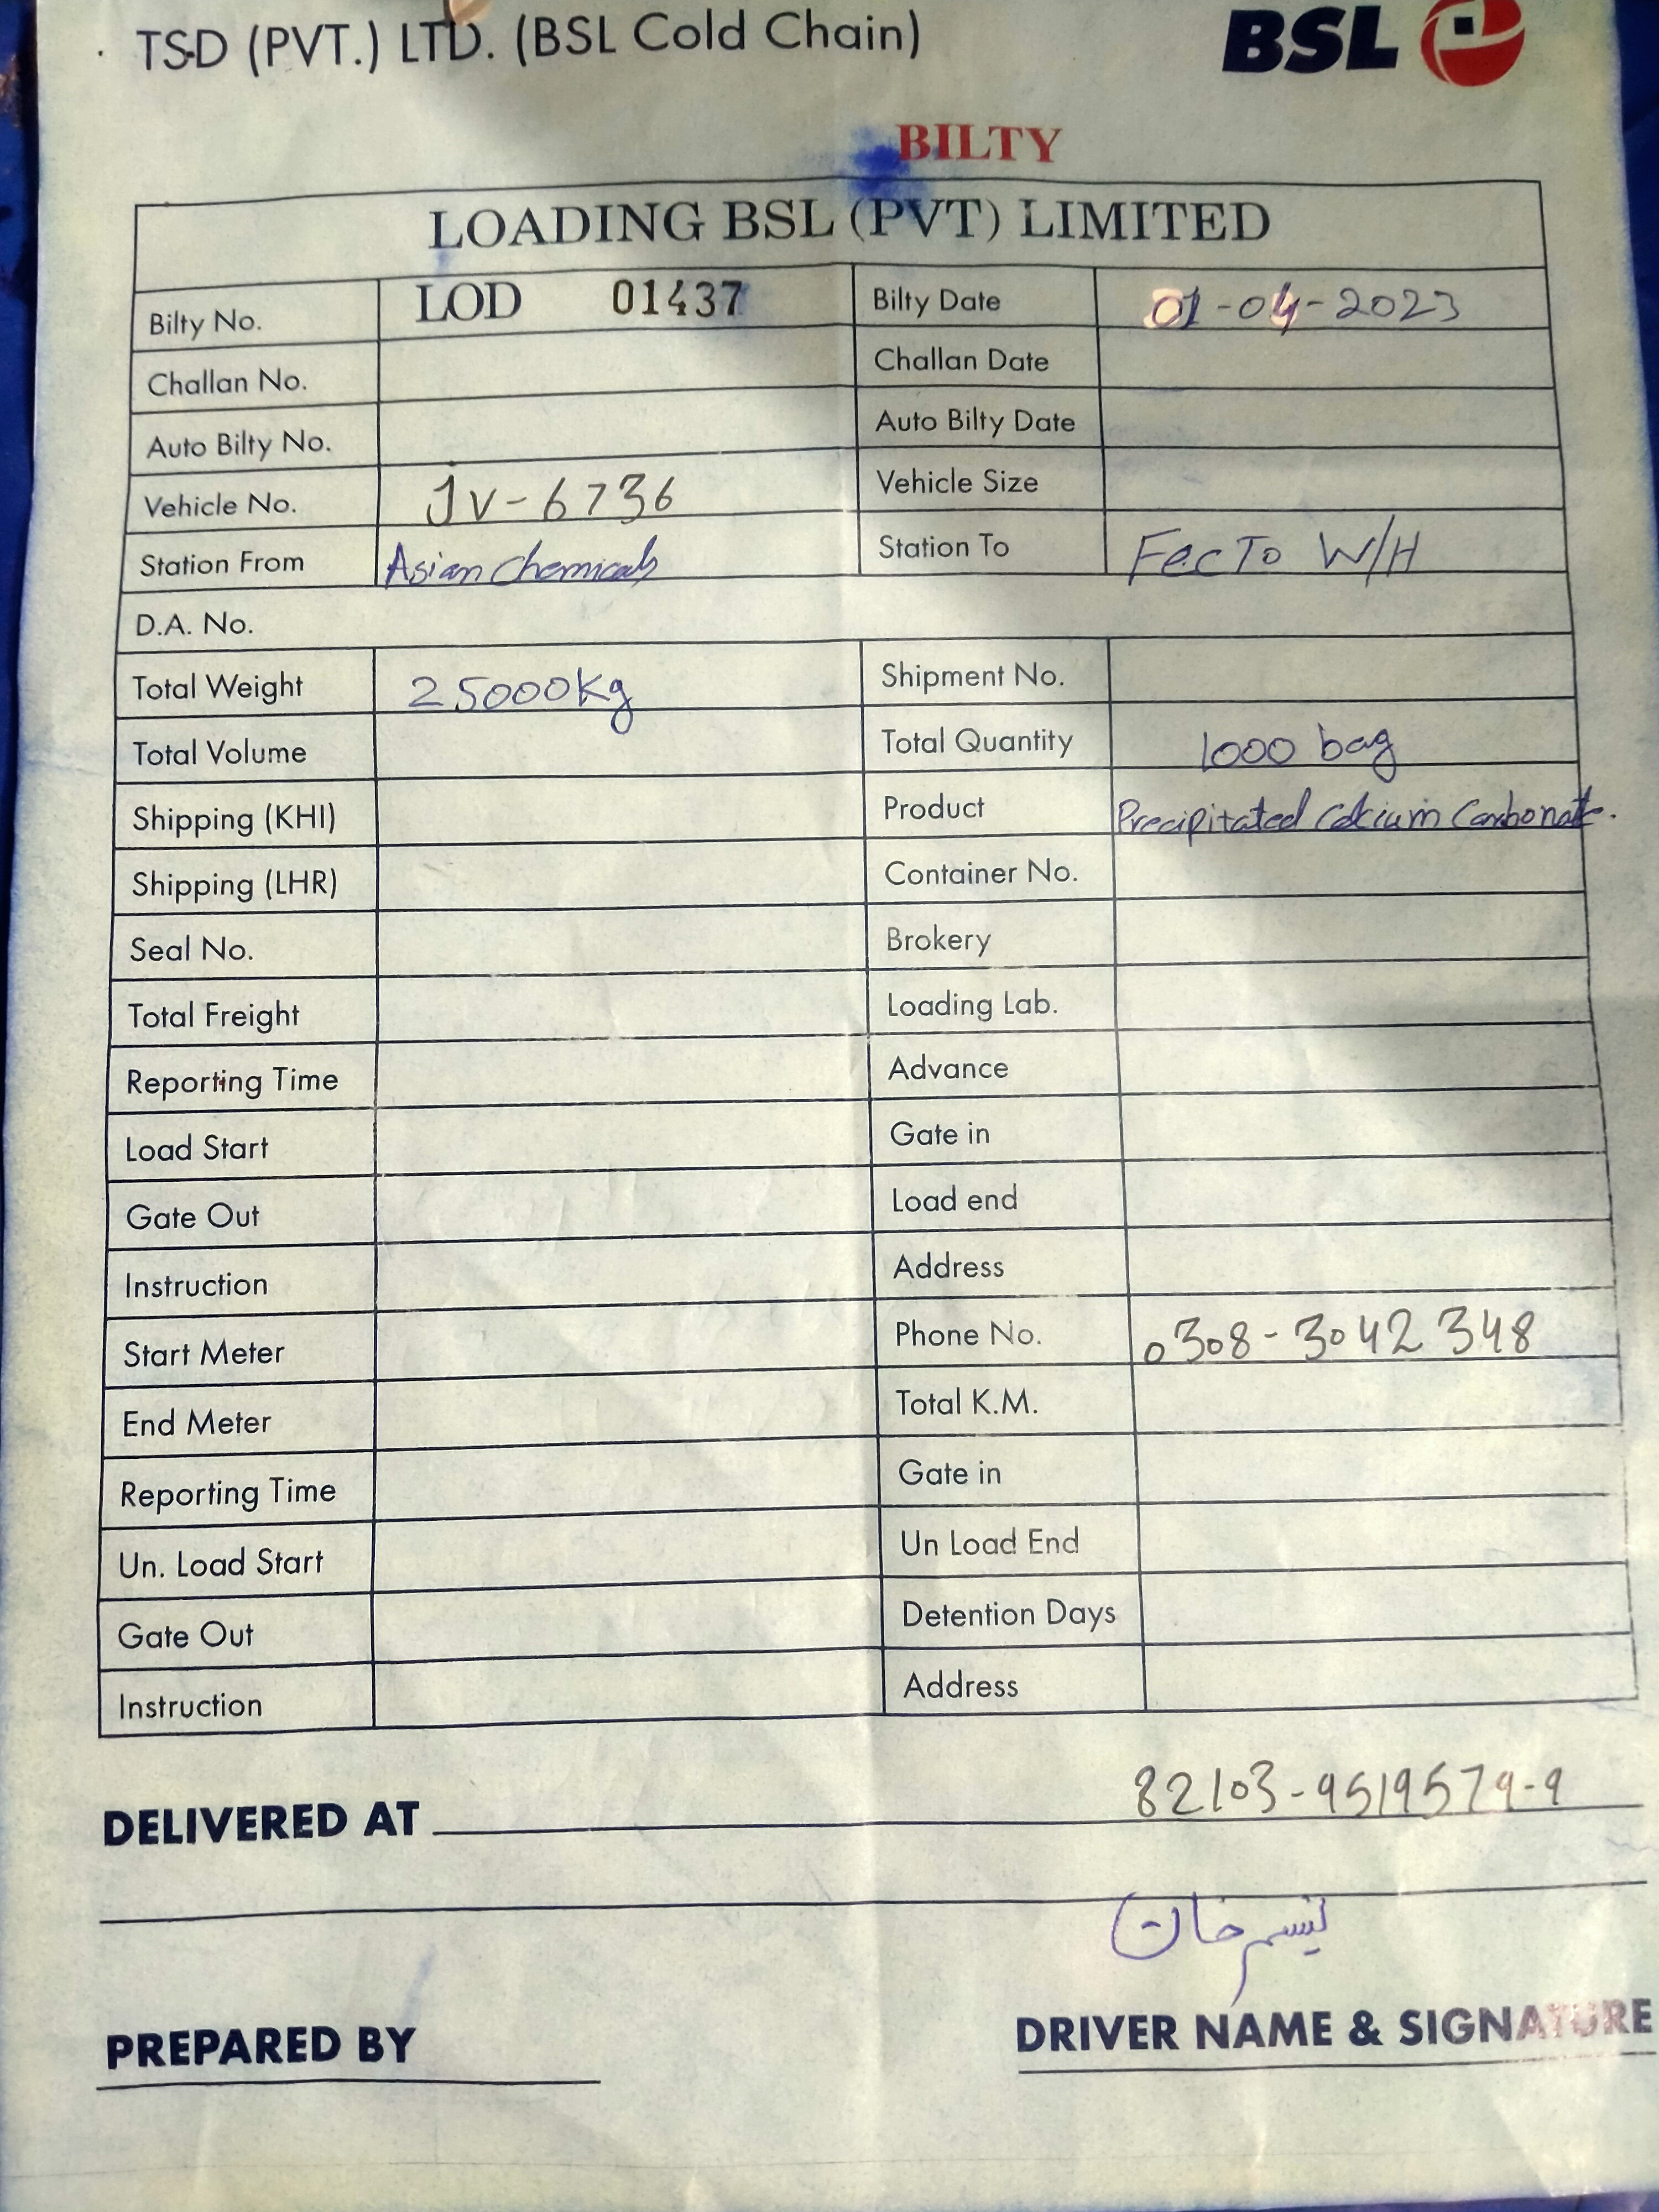 TSD (PVT.) LTD. (BSL Cold Chain)
BSL
BILTY
LOADING BSL (PVT) LIMITED
Bilty No. LOD 01437 Bilty Date 01-04-2023
Challan No. Challan Date
Auto Bilty No. Auto Bilty Date
Vehicle No. JV-6736 Vehicle Size
Station From Asian Chemicals Station To Fecto W/H
D.A. No.
Total Weight 25000Kg Shipment No.
Total Volume Total Quantity 1000 bag
Shipping (KHI) Product Precipitated Calcium Carbonate.
Shipping (LHR) Container No.
Seal No. Brokery
Total Freight Loading Lab.
Reporting Time Advance
Load Start Gate in
Gate Out Load end
Instruction Address
Start Meter Phone No. 0308-3042348
End Meter Total K.M.
Reporting Time Gate in
Un. Load Start Un Load End
Gate Out Detention Days
Instruction Address
82103-9519579-9
DELIVERED AT
خان
PREPARED BY DRIVER NAME & SIGNATURE